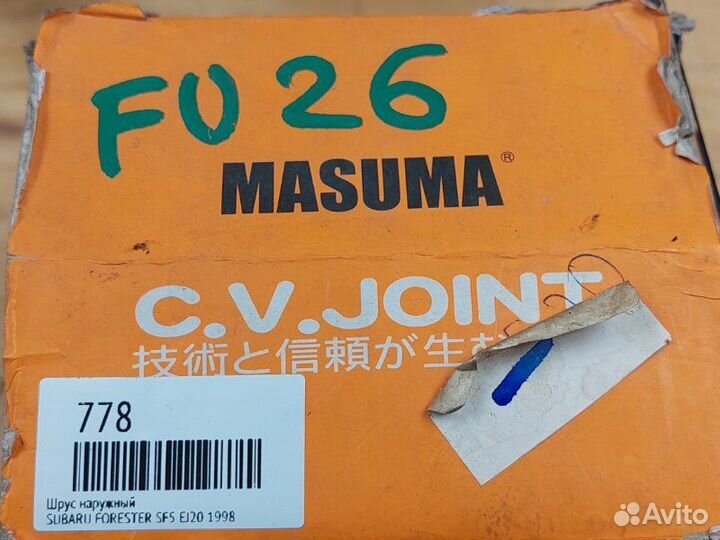 FU 26
MASUMA®
C.V.JOINT
技術と信頼が生む
778
Шрус наружный
SUBARU FORESTER SF5 EJ20 1998
Avito